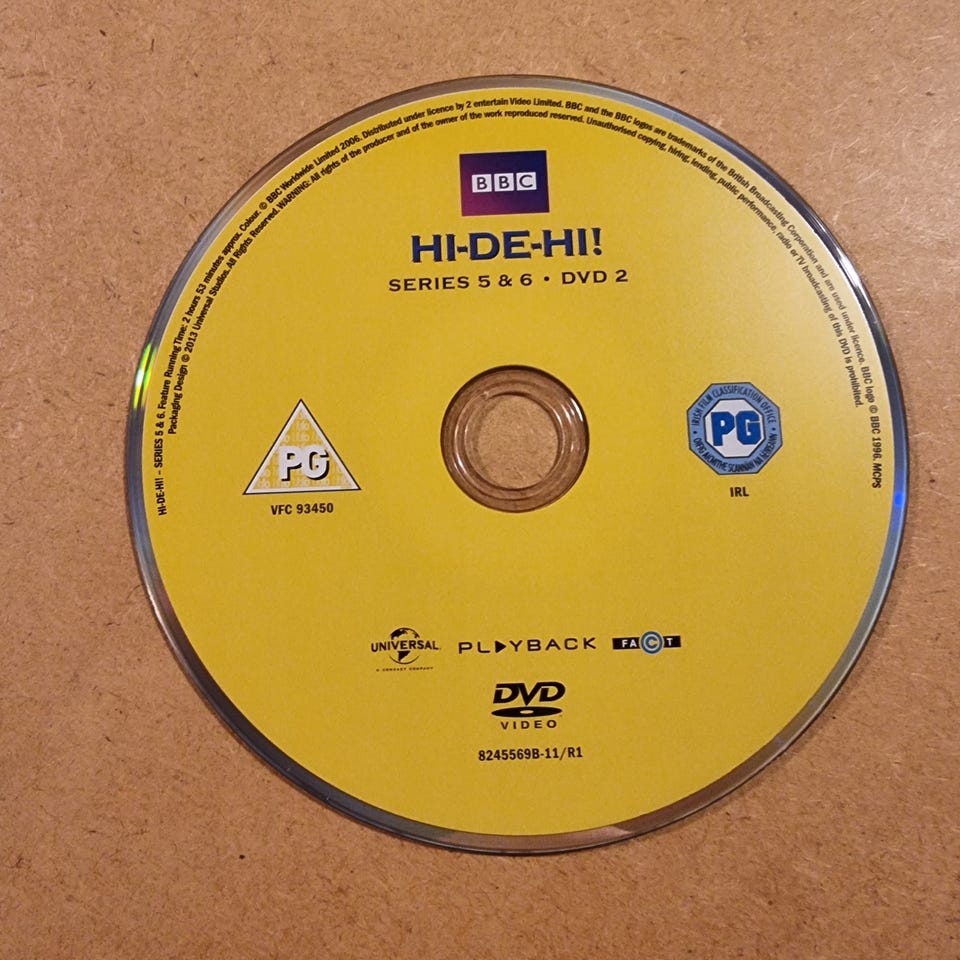 HI-DE-HI! – SERIES 5 & 6. Feature Running Time: 2 hours 53 minutes approx. Colour. © BBC Worldwide Limited 2006. Distributed under licence by 2 entertain Video Limited. BBC and the BBC logos are trademarks of the British Broadcasting Corporation and are used under licence. BBC logo © BBC 1996. MCPS
Packaging Design © 2013 Universal Studios. All Rights Reserved. WARNING: All rights of the producer and of the owner of the work reproduced reserved. Unauthorised copying, hiring, lending, public performance, radio or TV broadcasting of this DVD is prohibited.
BBC
HI-DE-HI!
SERIES 5 & 6 • DVD 2
PG
VFC 93450
IRISH FILM CLASSIFICATION OFFICE
PG
IRL
UNIVERSAL
A COMCAST COMPANY
PLAYBACK
FACT
DVD
VIDEO
8245569B-11/R1